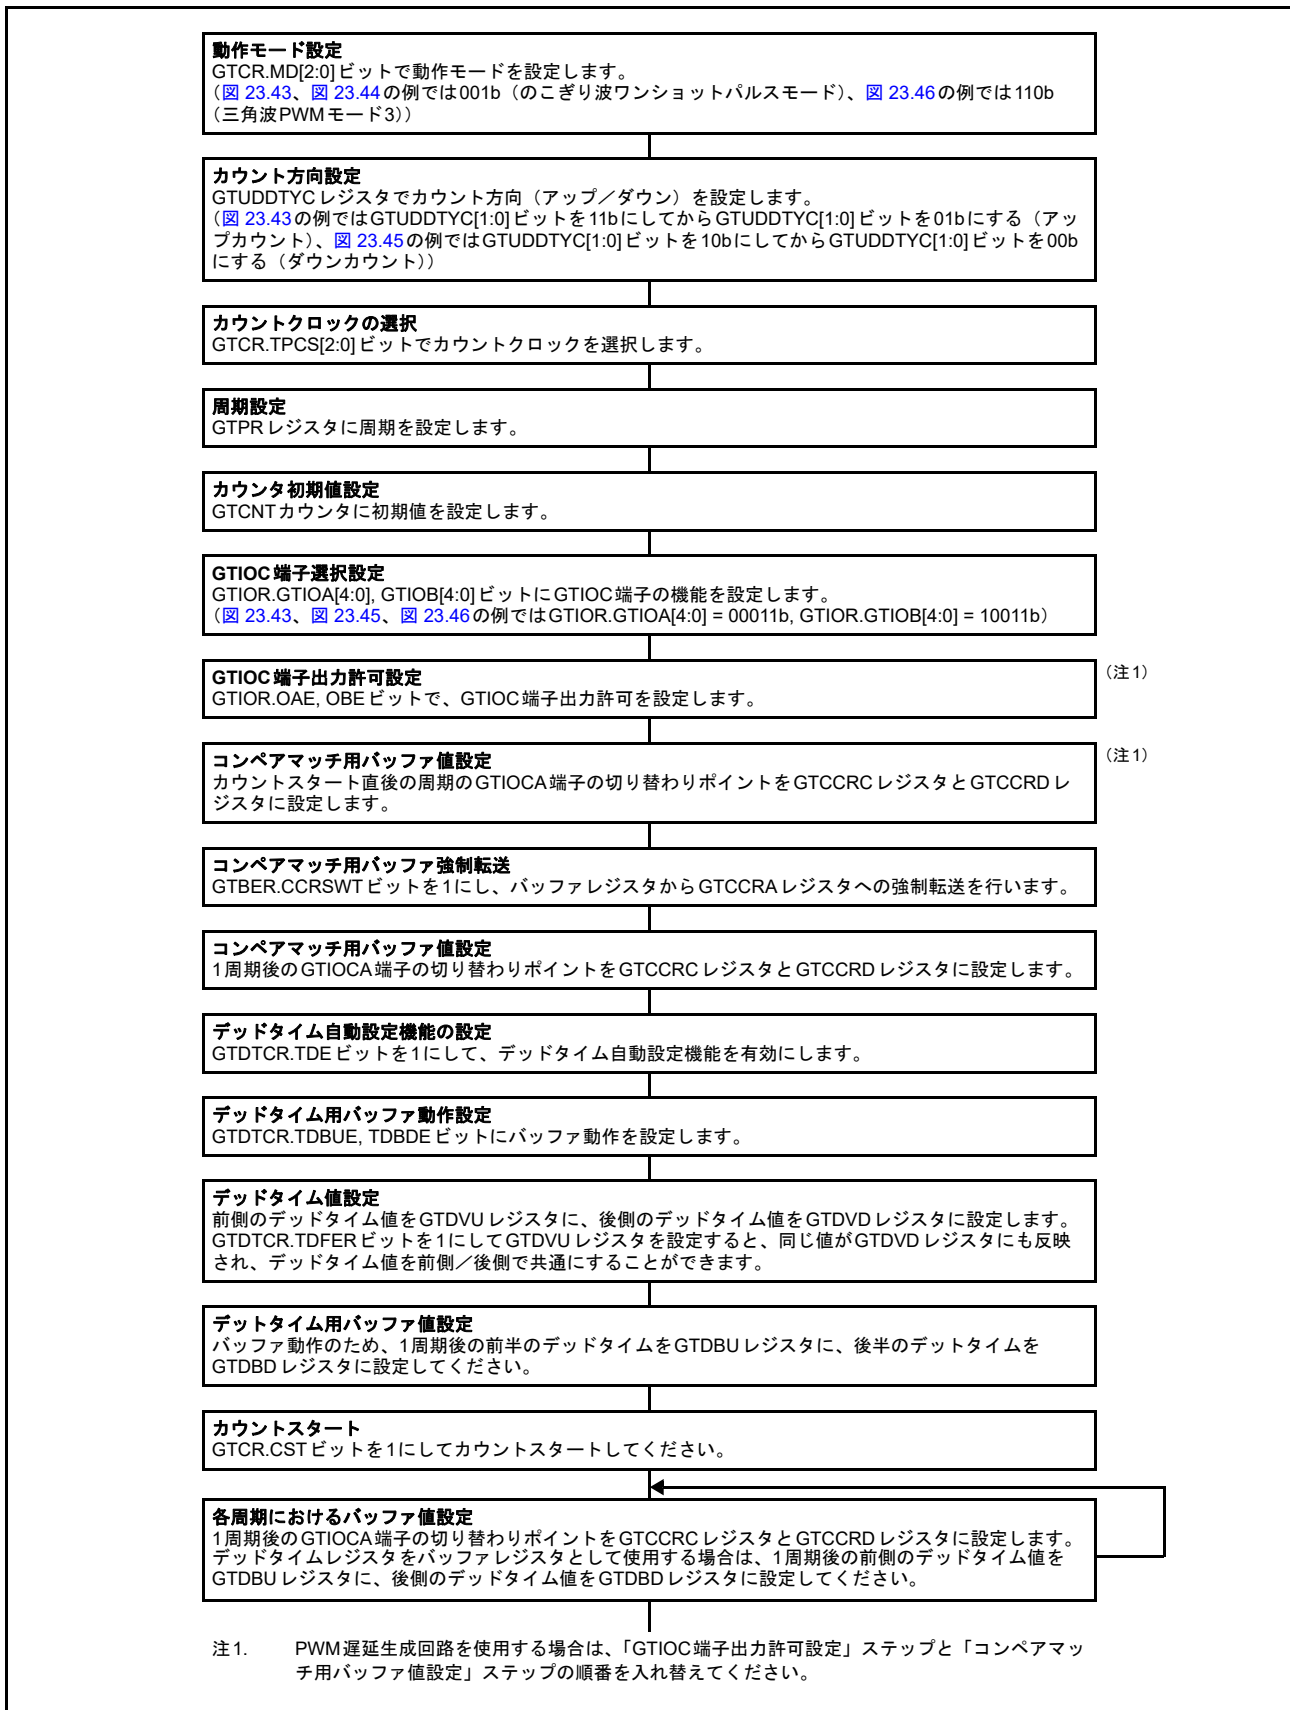 動作モード設定
GTCR.MD[2:0]ビットで動作モードを設定します。
（図 23.43、図 23.44の例では001b（のこぎり波ワンショットパルスモード）、図 23.46の例では110b
（三角波PWMモード3））
カウント方向設定
GTUDDTYCレジスタでカウント方向（アップ／ダウン）を設定します。
（図 23.43の例ではGTUDDTYC[1:0]ビットを11bにしてからGTUDDTYC[1:0]ビットを01bにする（アッ
プカウント）、図 23.45の例ではGTUDDTYC[1:0]ビットを10bにしてからGTUDDTYC[1:0]ビットを00b
にする（ダウンカウント））
カウントクロックの選択
GTCR.TPCS[2:0]ビットでカウントクロックを選択します。
周期設定
GTPRレジスタに周期を設定します。
カウンタ初期値設定
GTCNTカウンタに初期値を設定します。
GTIOC端子選択設定
GTIOR.GTIOA[4:0], GTIOB[4:0]ビットにGTIOC端子の機能を設定します。
（図 23.43、図 23.45、図 23.46の例ではGTIOR.GTIOA[4:0] = 00011b, GTIOR.GTIOB[4:0] = 10011b）
GTIOC端子出力許可設定 （注1）
GTIOR.OAE, OBEビットで、GTIOC端子出力許可を設定します。
コンペアマッチ用バッファ値設定 （注1）
カウントスタート直後の周期のGTIOCA端子の切り替わりポイントをGTCCRCレジスタとGTCCRDレ
ジスタに設定します。
コンペアマッチ用バッファ強制転送
GTBER.CCRSWTビットを1にし、バッファレジスタからGTCCRAレジスタへの強制転送を行います。
コンペアマッチ用バッファ値設定
1周期後のGTIOCA端子の切り替わりポイントをGTCCRCレジスタとGTCCRDレジスタに設定します。
デッドタイム自動設定機能の設定
GTDTCR.TDEビットを1にして、デッドタイム自動設定機能を有効にします。
デッドタイム用バッファ動作設定
GTDTCR.TDBUE, TDBDEビットにバッファ動作を設定します。
デッドタイム値設定
前側のデッドタイム値をGTDVUレジスタに、後側のデッドタイム値をGTDVDレジスタに設定します。
GTDTCR.TDFERビットを1にしてGTDVUレジスタを設定すると、同じ値がGTDVDレジスタにも反映
され、デッドタイム値を前側／後側で共通にすることができます。
デットタイム用バッファ値設定
バッファ動作のため、1周期後の前半のデッドタイムをGTDBUレジスタに、後半のデットタイムを
GTDBDレジスタに設定してください。
カウントスタート
GTCR.CSTビットを1にしてカウントスタートしてください。
各周期におけるバッファ値設定
1周期後のGTIOCA端子の切り替わりポイントをGTCCRCレジスタとGTCCRDレジスタに設定します。
デッドタイムレジスタをバッファレジスタとして使用する場合は、1周期後の前側のデッドタイム値を
GTDBUレジスタに、後側のデッドタイム値をGTDBDレジスタに設定してください。
注1. PWM遅延生成回路を使用する場合は、「GTIOC端子出力許可設定」ステップと「コンペアマッ
チ用バッファ値設定」ステップの順番を入れ替えてください。